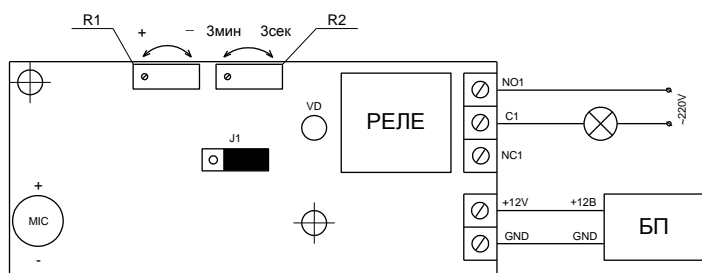 R1
+
–
3мин
3сек
R2
NO1
VD
C1
~220V
РЕЛЕ
J1
NC1
+
MIC
-
+12V
+12В
БП
GND
GND